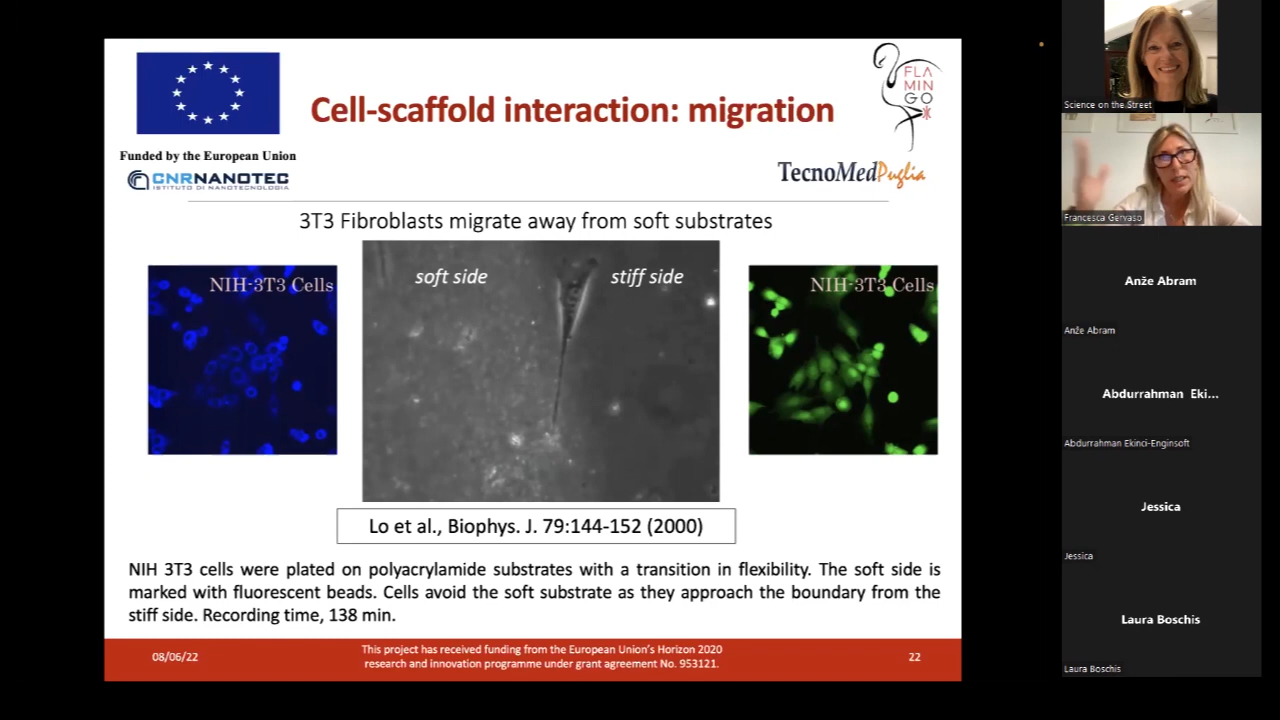 Cell-scaffold interaction: migration
FLA
MIN
GO
Funded by the European Union
CNRNANOTEC
ISTITUTO DI NANOTECNOLOGIA
TecnoMedPuglia
3T3 Fibroblasts migrate away from soft substrates
NIH-3T3 Cells
soft side
stiff side
NIH-3T3 Cells
Lo et al., Biophys. J. 79:144-152 (2000)
NIH 3T3 cells were plated on polyacrylamide substrates with a transition in flexibility. The soft side is
marked with fluorescent beads. Cells avoid the soft substrate as they approach the boundary from the
stiff side. Recording time, 138 min.
08/06/22
This project has received funding from the European Union's Horizon 2020
research and innovation programme under grant agreement No. 953121.
22
Science on the Street
Francesca Gervaso
Anže Abram
Anže Abram
Abdurrahman Eki...
Abdurrahman Ekinci-Enginsoft
Jessica
Jessica
Laura Boschis
Laura Boschis